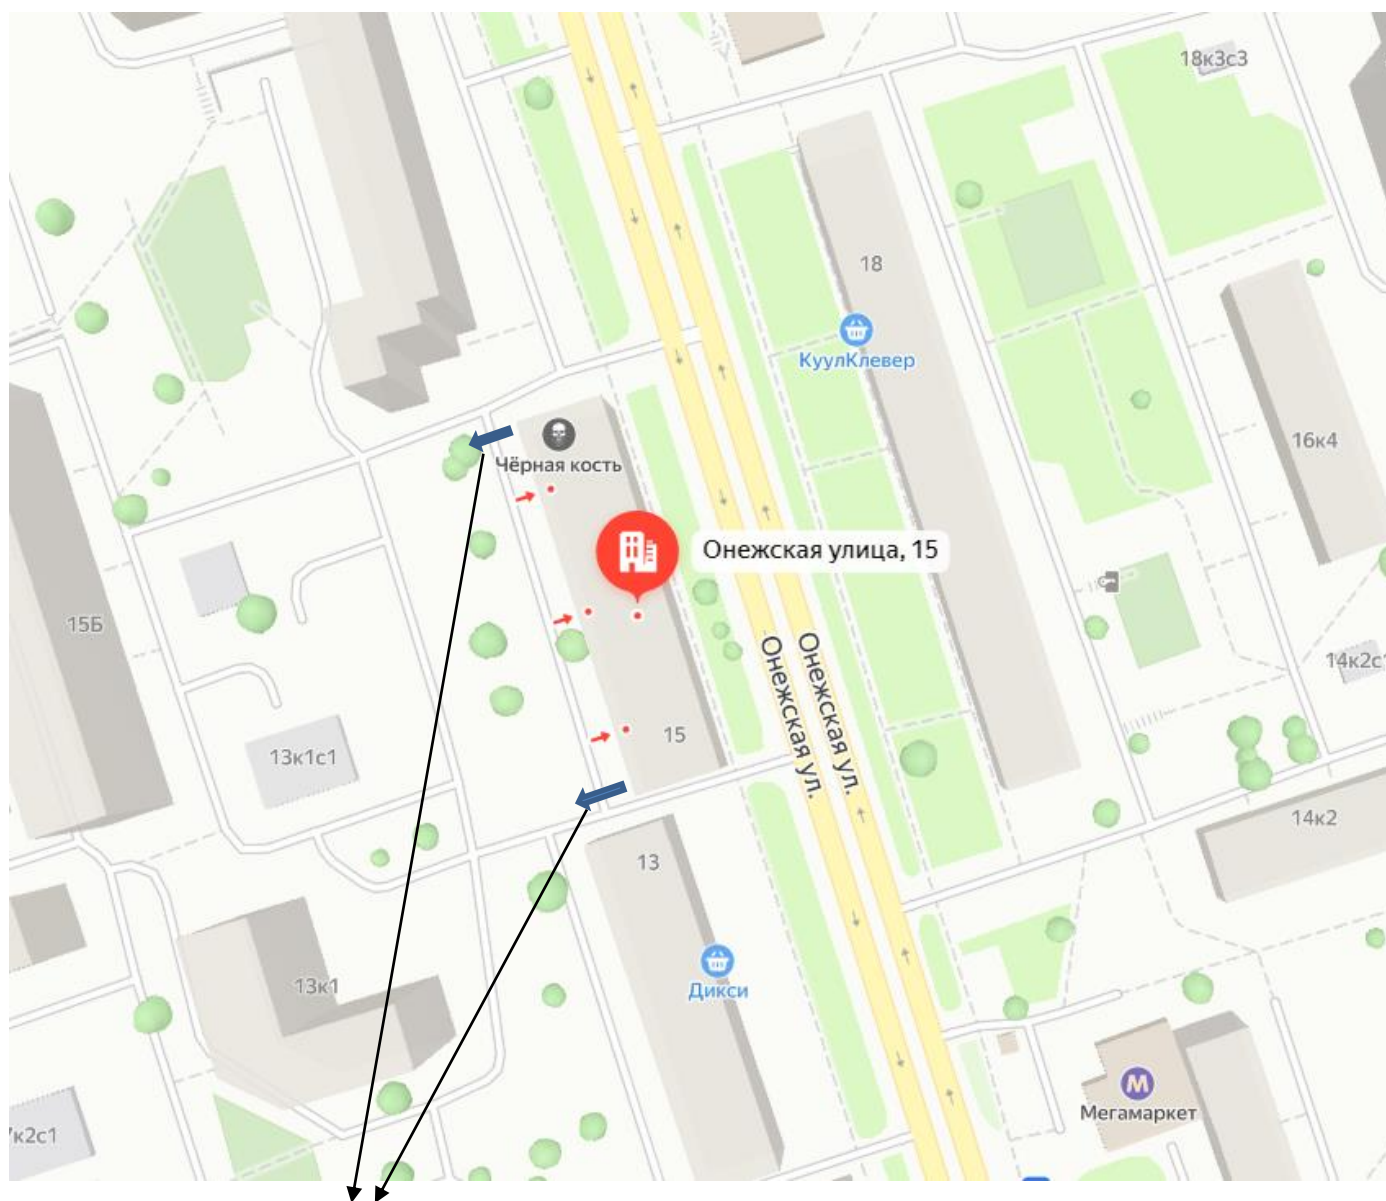 18к3с3
18
КуулКлевер
16к4
Чёрная кость
Онежская улица, 15
15Б
Онежская ул.
Онежская ул.
14к2с1
15
13к1с1
14к2
13
13к1
Дикси
М
Мегамаркет
к2с1